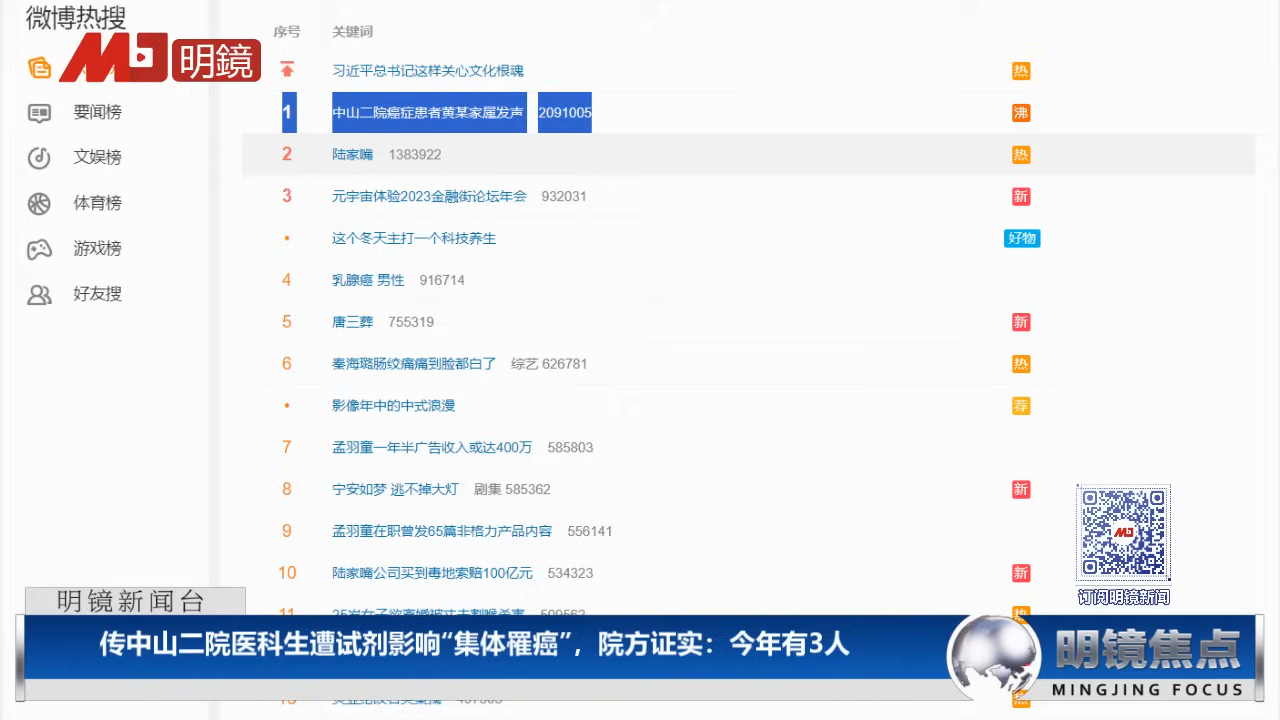 微博热搜
明鏡
要闻榜
文娱榜
体育榜
游戏榜
好友搜
序号 关键词
习近平总书记这样关心文化根魂 热
1 中山二院癌症患者黄某家属发声 2091005 沸
2 陆家嘴 1383922 热
3 元宇宙体验2023金融街论坛年会 932031 新
• 这个冬天主打一个科技养生 好物
4 乳腺癌 男性 916714
5 唐三葬 755319 新
6 秦海璐肠绞痛痛到脸都白了 综艺 626781 热
• 影像年中的中式浪漫 荐
7 孟羽童一年半广告收入或达400万 585803
8 宁安如梦 逃不掉大灯 剧集 585362 新
9 孟羽童在职曾发65篇非格力产品内容 556141
10 陆家嘴公司买到毒地索赔100亿元 534323 新
订阅明镜新闻
明镜新闻台
传中山二院医科生遭试剂影响“集体罹癌”，院方证实：今年有3人
明镜焦点
MINGJING FOCUS